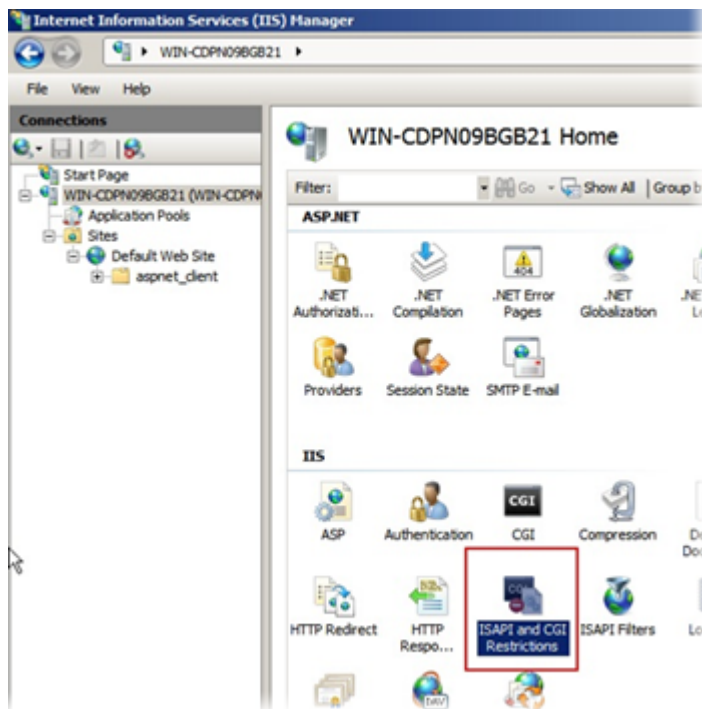 Internet Information Services (IIS) Manager
WIN-CDPN09BGB21
File View Help
Connections
Start Page
WIN-CDPN09BGB21 (WIN-CDPN
Application Pools
Sites
Default Web Site
aspnet_client
WIN-CDPN09BGB21 Home
Filter: Go Show All Group b
ASP.NET
.NET Authorizati...
.NET Compilation
404
.NET Error Pages
.NET Globalization
Providers
Session State
SMTP E-mail
IIS
ASP
Authentication
CGI
CGI
Compression
HTTP Redirect
HTTP Respo...
ISAPI and CGI Restrictions
ISAPI Filters
DAV